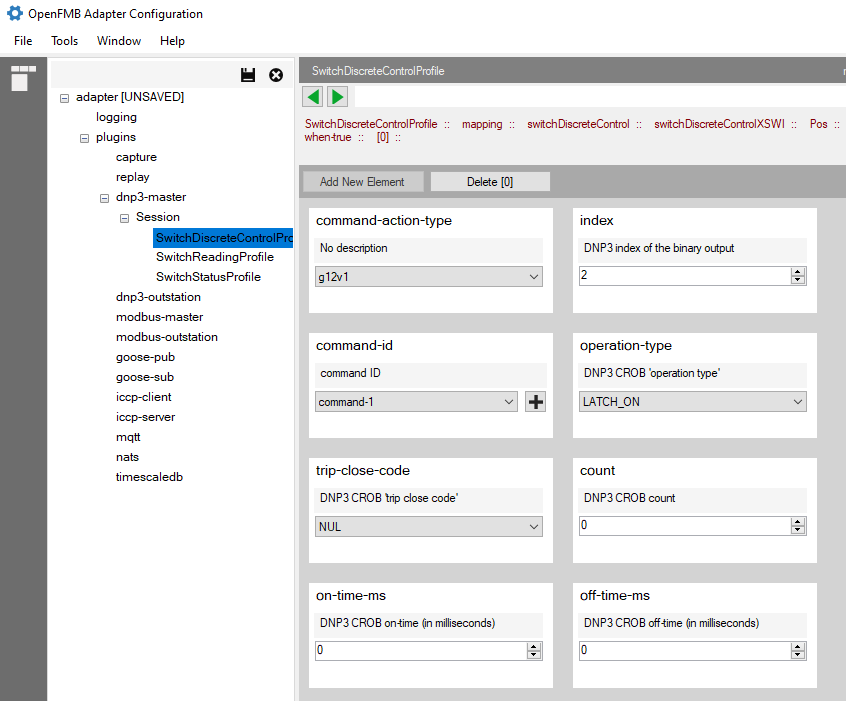 OpenFMB Adapter Configuration
File Tools Window Help
adapter [UNSAVED]
logging
plugins
capture
replay
dnp3-master
Session
SwitchDiscreteControlPro
SwitchReadingProfile
SwitchStatusProfile
dnp3-outstation
modbus-master
modbus-outstation
goose-pub
goose-sub
iccp-client
iccp-server
mqtt
nats
timescaledb
SwitchDiscreteControlProfile
SwitchDiscreteControlProfile :: mapping :: switchDiscreteControl :: switchDiscreteControlXSWI :: Pos ::
when-true :: [0] ::
Add New Element Delete [0]
command-action-type
No description
g12v1
index
DNP3 index of the binary output
2
command-id
command ID
command-1
operation-type
DNP3 CROB 'operation type'
LATCH_ON
trip-close-code
DNP3 CROB 'trip close code'
NUL
count
DNP3 CROB count
0
on-time-ms
DNP3 CROB on-time (in milliseconds)
0
off-time-ms
DNP3 CROB off-time (in milliseconds)
0